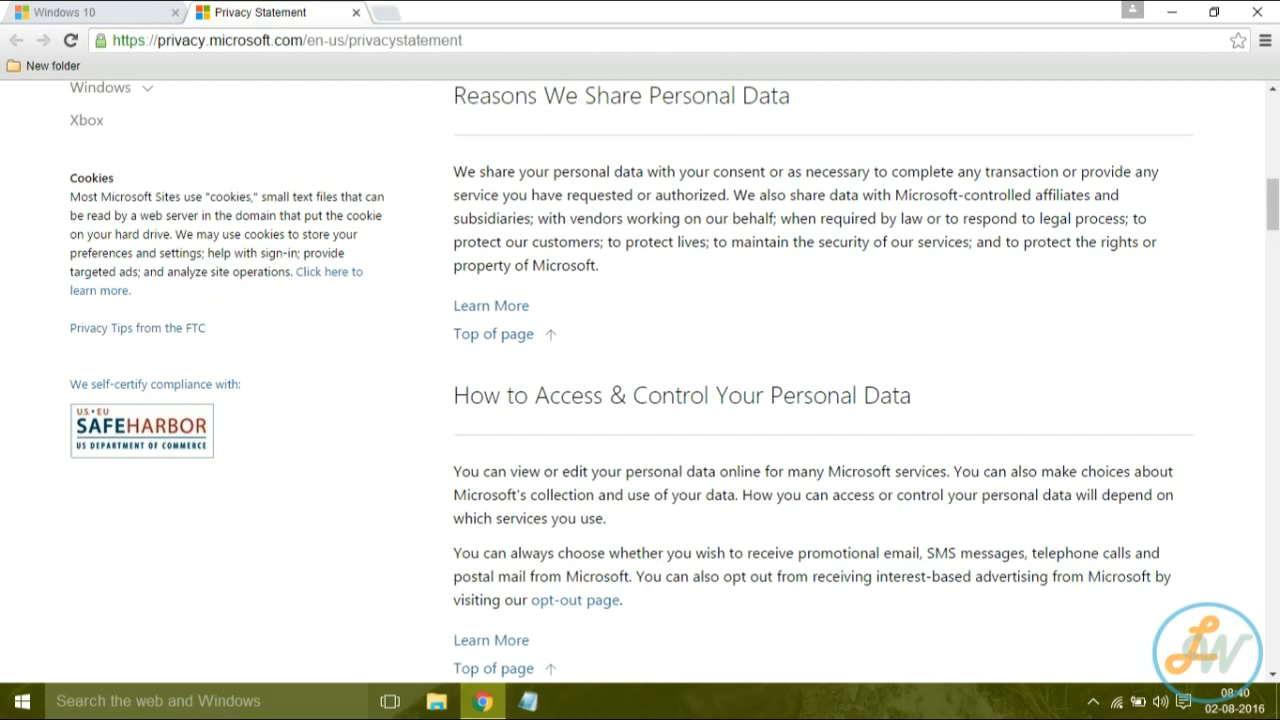 Windows 10
Privacy Statement
https://privacy.microsoft.com/en-us/privacystatement
New folder
Windows
Xbox
Cookies
Most Microsoft Sites use "cookies," small text files that can
be read by a web server in the domain that put the cookie
on your hard drive. We may use cookies to store your
preferences and settings; help with sign-in; provide
targeted ads; and analyze site operations. Click here to
learn more.
Privacy Tips from the FTC
We self-certify compliance with:
US•EU
SAFEHARBOR
US DEPARTMENT OF COMMERCE
Reasons We Share Personal Data
We share your personal data with your consent or as necessary to complete any transaction or provide any
service you have requested or authorized. We also share data with Microsoft-controlled affiliates and
subsidiaries; with vendors working on our behalf; when required by law or to respond to legal process; to
protect our customers; to protect lives; to maintain the security of our services; and to protect the rights or
property of Microsoft.
Learn More
Top of page
How to Access & Control Your Personal Data
You can view or edit your personal data online for many Microsoft services. You can also make choices about
Microsoft's collection and use of your data. How you can access or control your personal data will depend on
which services you use.
You can always choose whether you wish to receive promotional email, SMS messages, telephone calls and
postal mail from Microsoft. You can also opt out from receiving interest-based advertising from Microsoft by
visiting our opt-out page.
Learn More
Top of page
LW
Search the web and Windows
08:40
02-08-2016